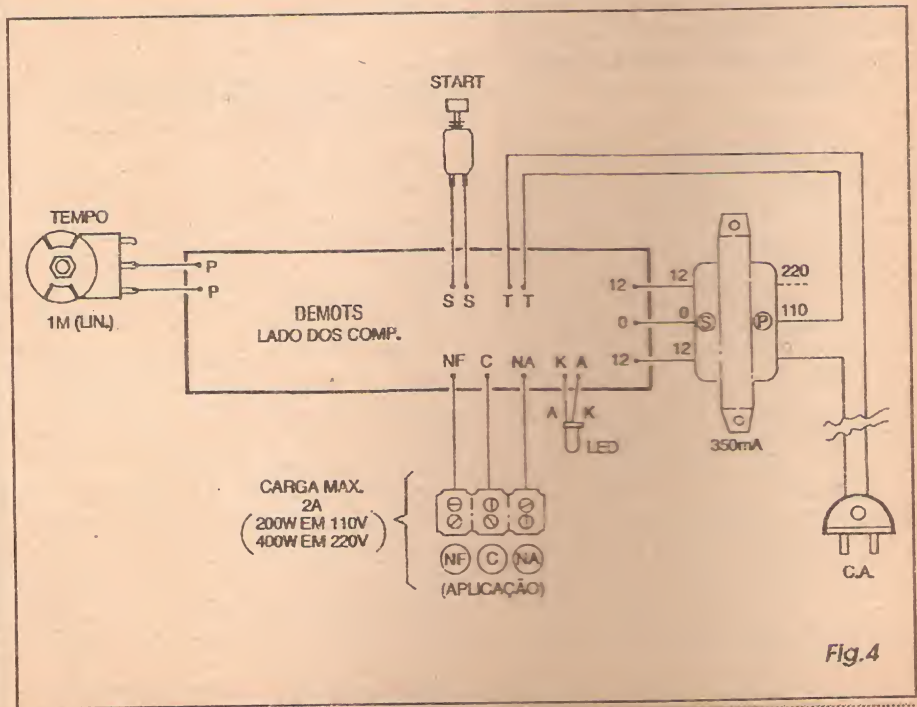 START
TEMPO
1M (LIN.)
P
P
DEMOTS
LADO DOS COMP.
S S T T
12
0
12
12
0
12
S
P
220
110
350mA
NF C NA K A
A K
LED
CARGA MAX.
2A
(200W EM 110V
400W EM 220V)
NF C NA
(APLICAÇÃO)
C.A.
Fig.4